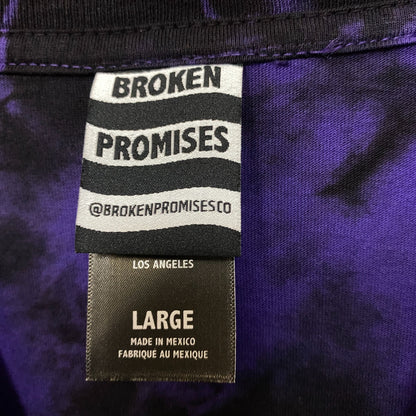 BROKEN
PROMISES
@BROKENPROMISESCO
LOS ANGELES
LARGE
MADE IN MEXICO
FABRIQUE AU MEXIQUE